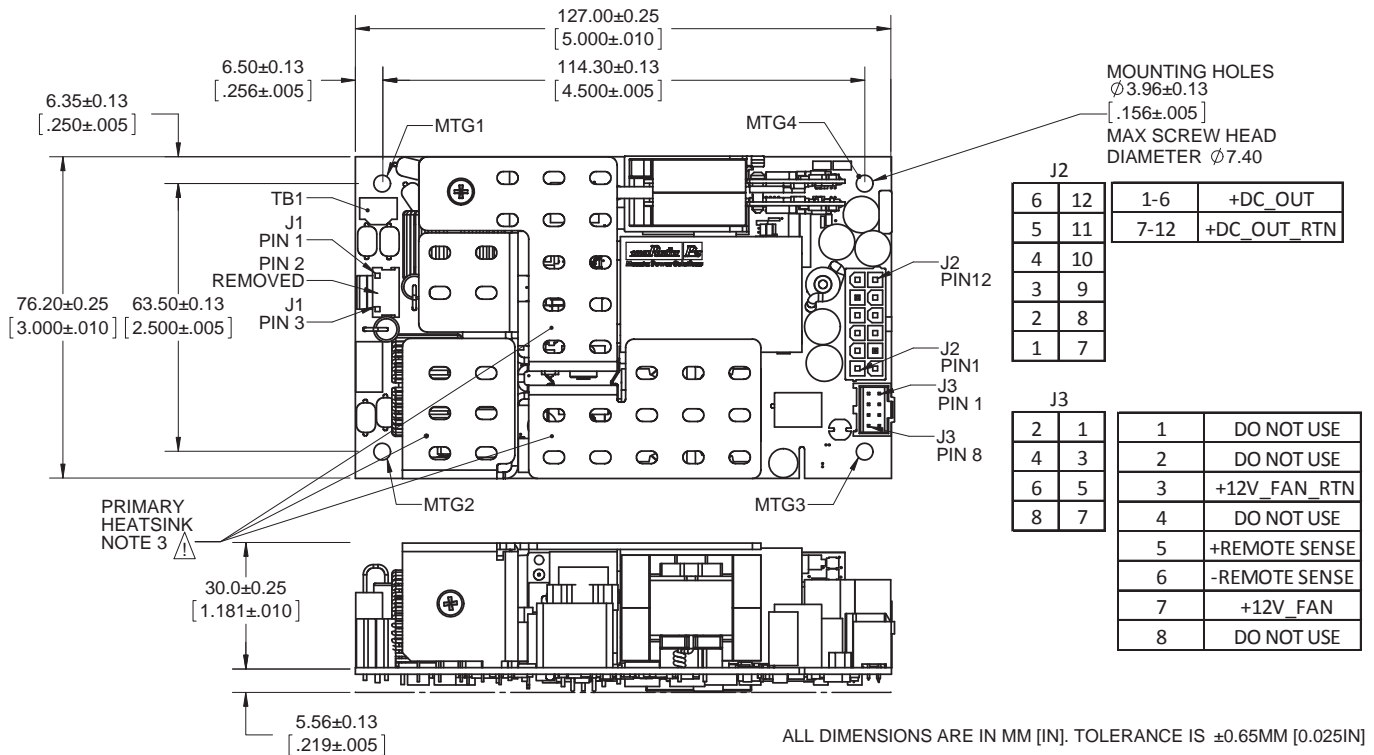 127.00±0.25
[5.000±.010]
6.50±0.13
[.256±.005]
114.30±0.13
[4.500±.005]
6.35±0.13
[.250±.005]
MTG1
MTG4
MOUNTING HOLES
Ø3.96±0.13
[.156±.005]
MAX SCREW HEAD
DIAMETER Ø7.40
TB1
J1
PIN 1
PIN 2
REMOVED
J1
PIN 3
76.20±0.25
[3.000±.010]
63.50±0.13
[2.500±.005]
J2
PIN12
J2
PIN1
J3
PIN 1
J3
PIN 8
MTG2
MTG3
PRIMARY
HEATSINK
NOTE 3 !
J2
6 12
5 11
4 10
3 9
2 8
1 7
1-6 +DC_OUT
7-12 +DC_OUT_RTN
J3
2 1
4 3
6 5
8 7
1 DO NOT USE
2 DO NOT USE
3 +12V_FAN_RTN
4 DO NOT USE
5 +REMOTE SENSE
6 -REMOTE SENSE
7 +12V_FAN
8 DO NOT USE
30.0±0.25
[1.181±.010]
5.56±0.13
[.219±.005]
ALL DIMENSIONS ARE IN MM [IN]. TOLERANCE IS ±0.65MM [0.025IN]